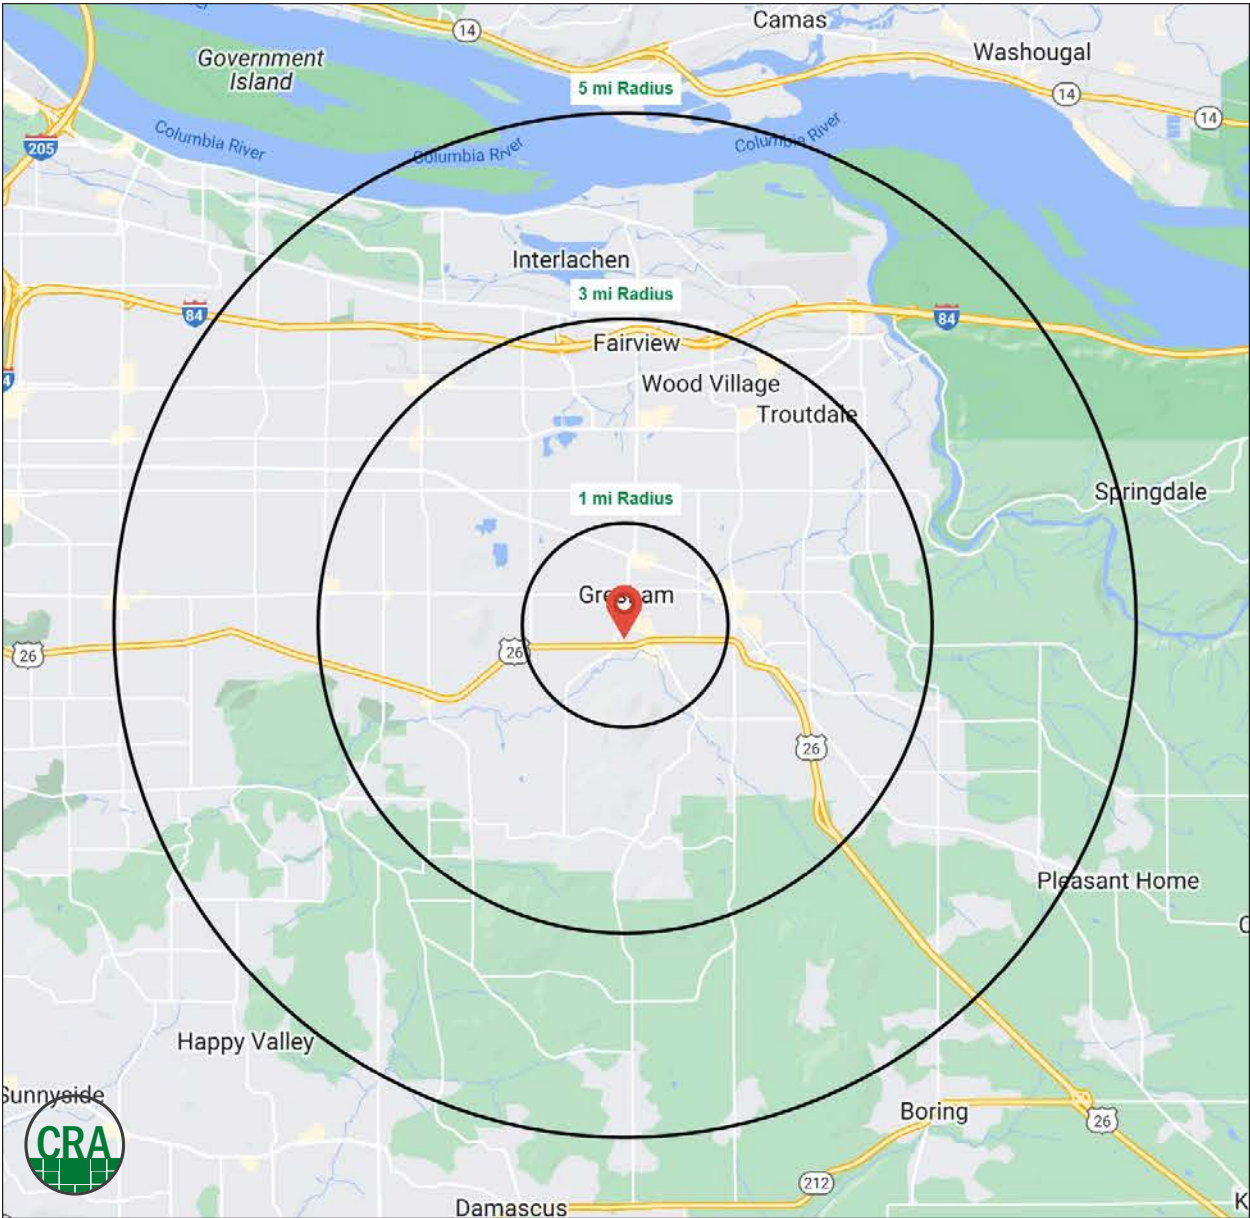 Camas
14
Government
Island
Washougal
5 mi Radius
14
14
205
Columbia River
Columbia River
Columbia River
Interlachen
3 mi Radius
84
84
Fairview
4
Wood Village
Troutdale
Springdale
1 mi Radius
Gresham
26
26
26
Pleasant Home
Happy Valley
Sunnyside
Boring
26
CRA
212
Damascus
K